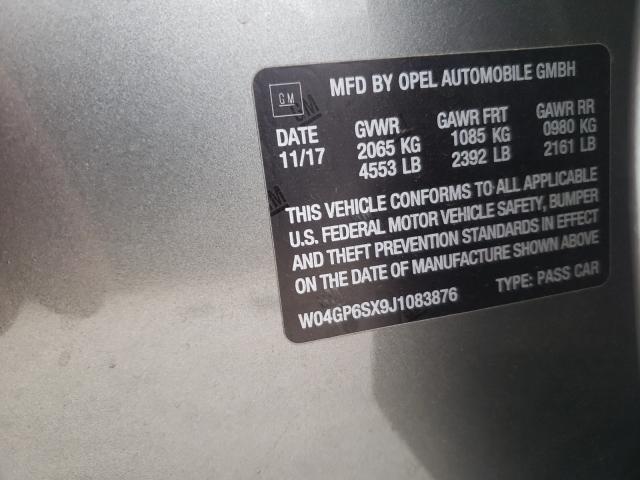 GM
MFD BY OPEL AUTOMOBILE GMBH
DATE GVWR GAWR FRT GAWR RR
11/17 2065 KG 1085 KG 0980 KG
4553 LB 2392 LB 2161 LB
THIS VEHICLE CONFORMS TO ALL APPLICABLE
U.S. FEDERAL MOTOR VEHICLE SAFETY, BUMPER
AND THEFT PREVENTION STANDARDS IN EFFECT
ON THE DATE OF MANUFACTURE SHOWN ABOVE
W04GP6SX9J1083876 TYPE: PASS CAR